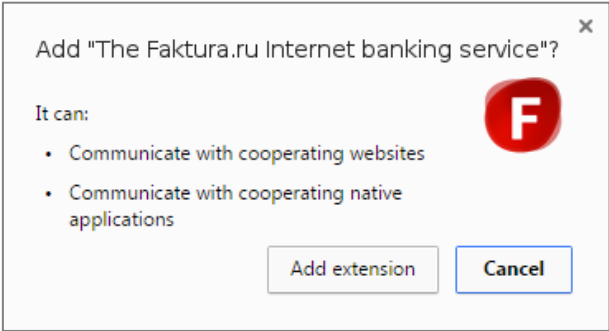 Add "The Faktura.ru Internet banking service"?
It can:
• Communicate with cooperating websites
• Communicate with cooperating native
applications
F
Add extension
Cancel